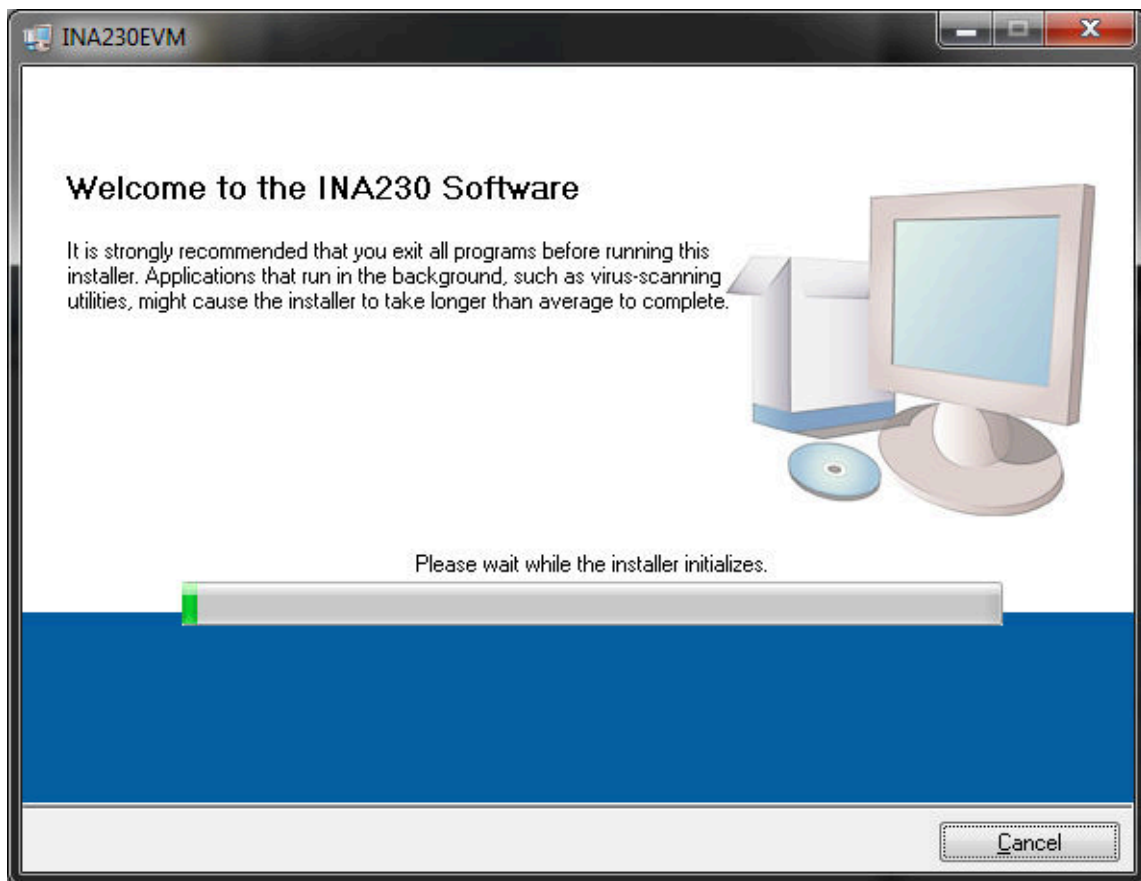 INA230EVM
Welcome to the INA230 Software
It is strongly recommended that you exit all programs before running this
installer. Applications that run in the background, such as virus-scanning
utilities, might cause the installer to take longer than average to complete.
Please wait while the installer initializes.
Cancel